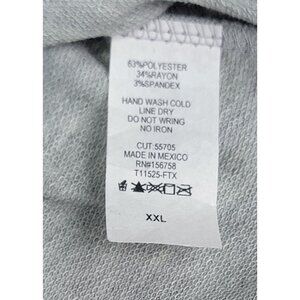 63%POLYESTER
34%RAYON
3%SPANDEX
HAND WASH COLD
LINE DRY
DO NOT WRING
NO IRON
CUT: 55705
MADE IN MEXICO
RN#156758
T11525-FTX
XXL